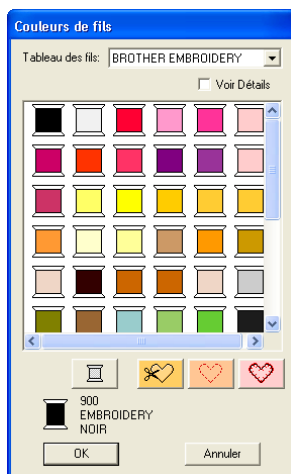 Couleurs de fils
Tableau des fils: BROTHER EMBROIDERY
Voir Détails
900
EMBROIDERY
NOIR
OK Annuler